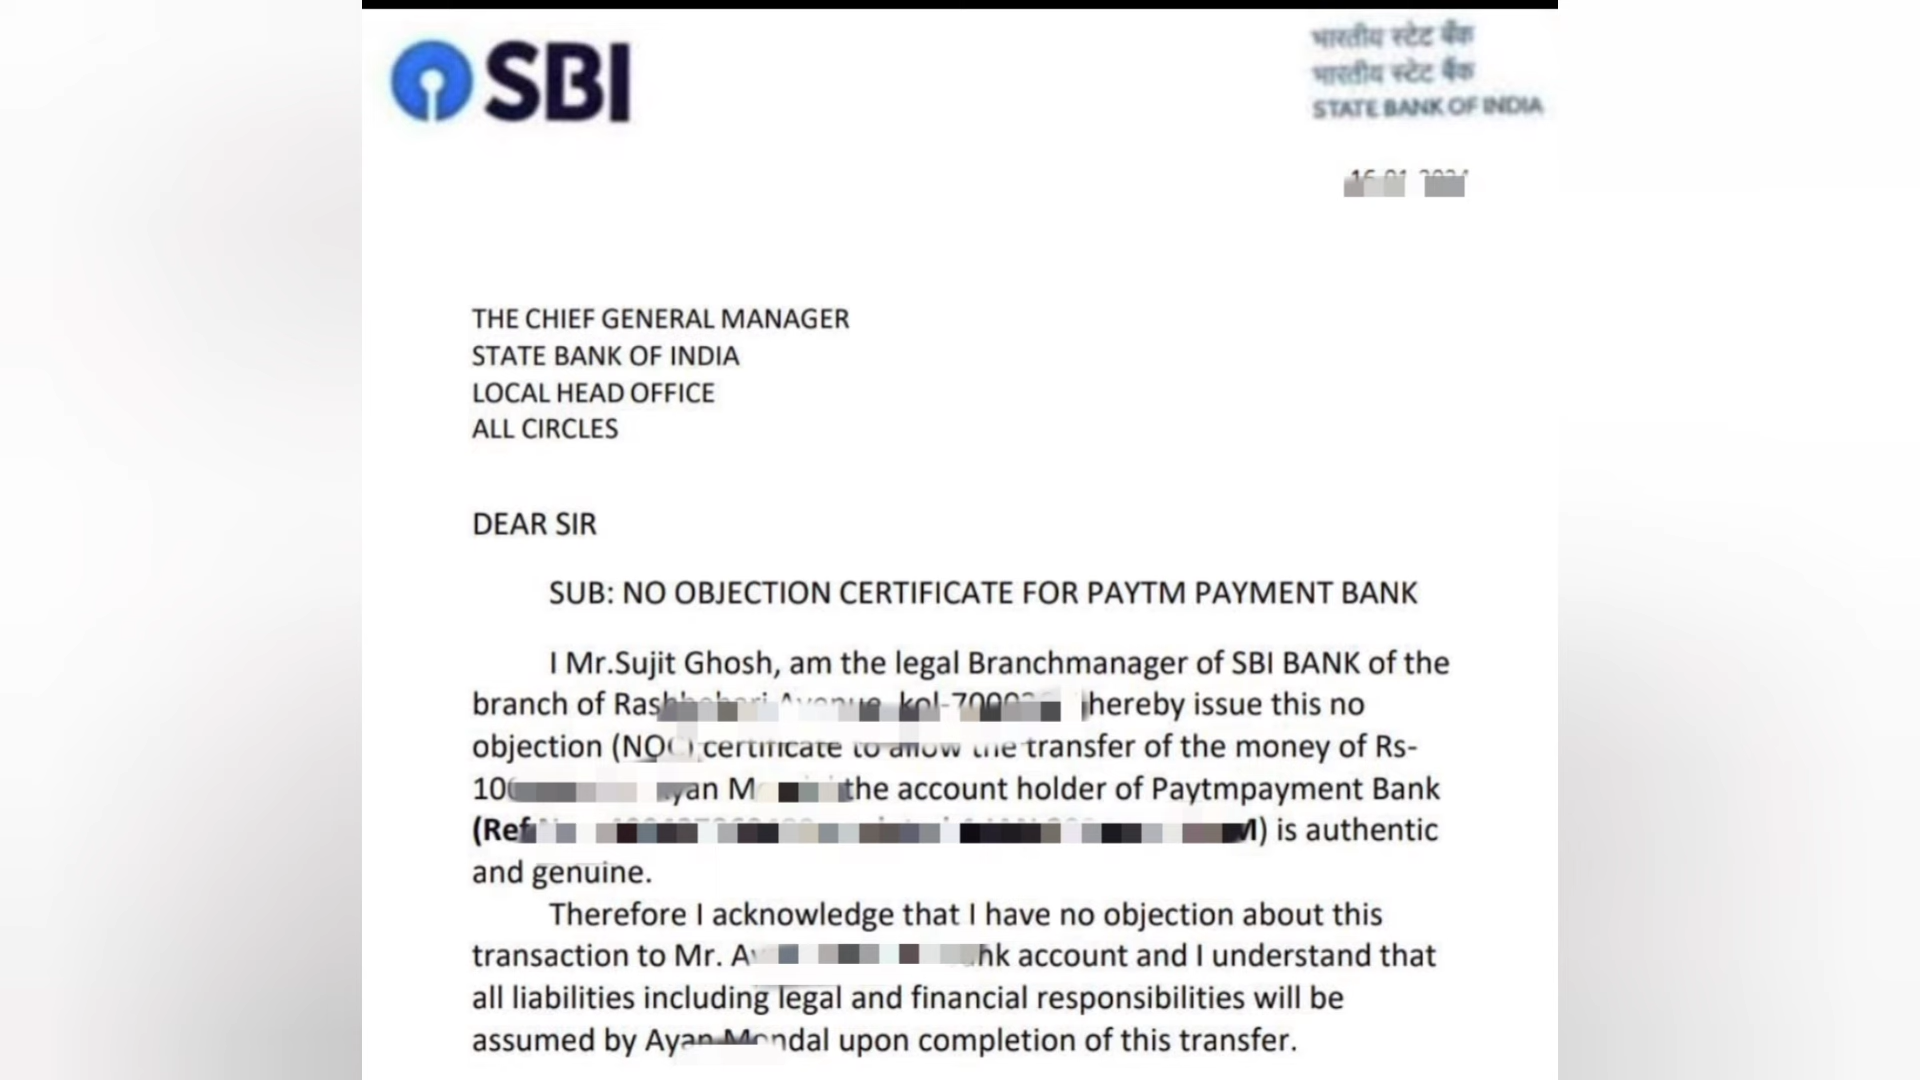 SBI
भारतीय स्टेट बैंक
भारतीय स्टेट बैंक
STATE BANK OF INDIA
THE CHIEF GENERAL MANAGER
STATE BANK OF INDIA
LOCAL HEAD OFFICE
ALL CIRCLES
DEAR SIR
SUB: NO OBJECTION CERTIFICATE FOR PAYTM PAYMENT BANK
I Mr.Sujit Ghosh, am the legal Branchmanager of SBI BANK of the
branch of hereby issue this no
objection certificate to allow the transfer of the money of Rs-
the account holder of Paytmpayment Bank
is authentic
and genuine.
Therefore I acknowledge that I have no objection about this
transaction to Mr. account and I understand that
all liabilities including legal and financial responsibilities will be
assumed by upon completion of this transfer.